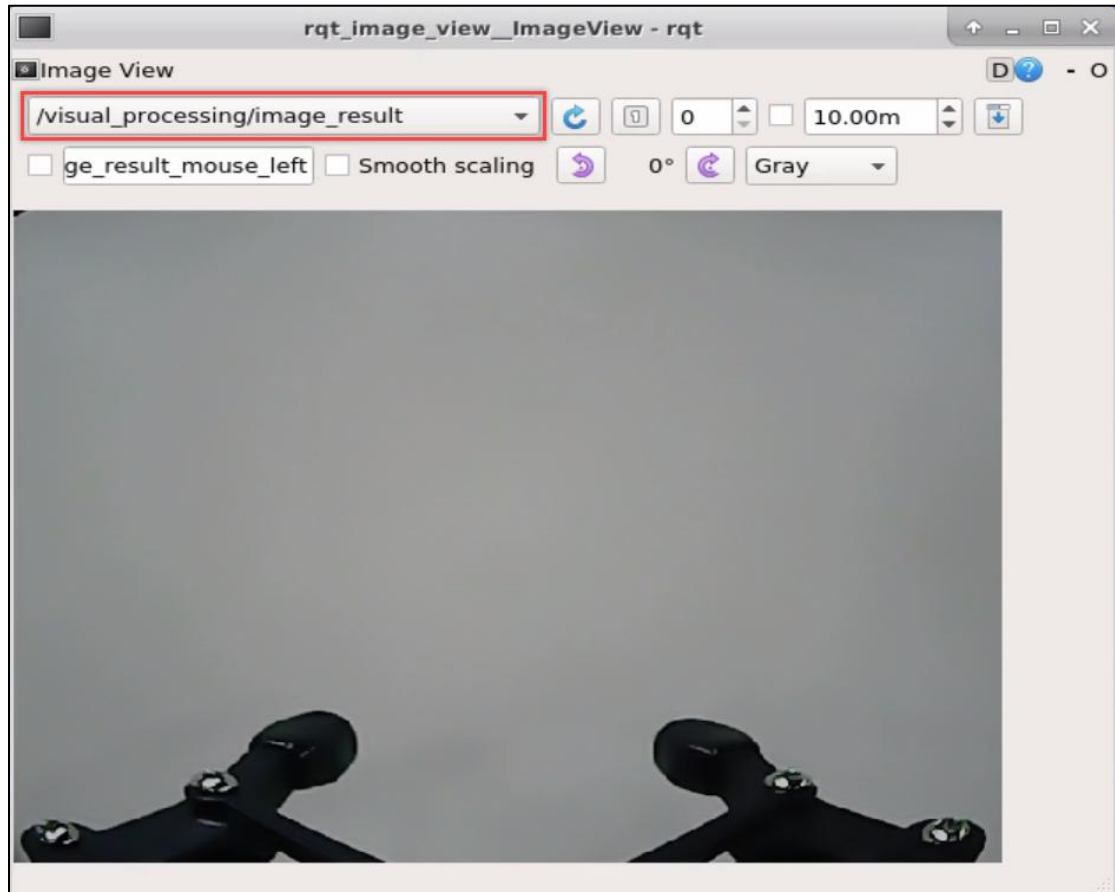 rqt_image_view__ImageView - rqt
Image View D ? - O
/visual_processing/image_result 0 10.00m
ge_result_mouse_left Smooth scaling 0° Gray